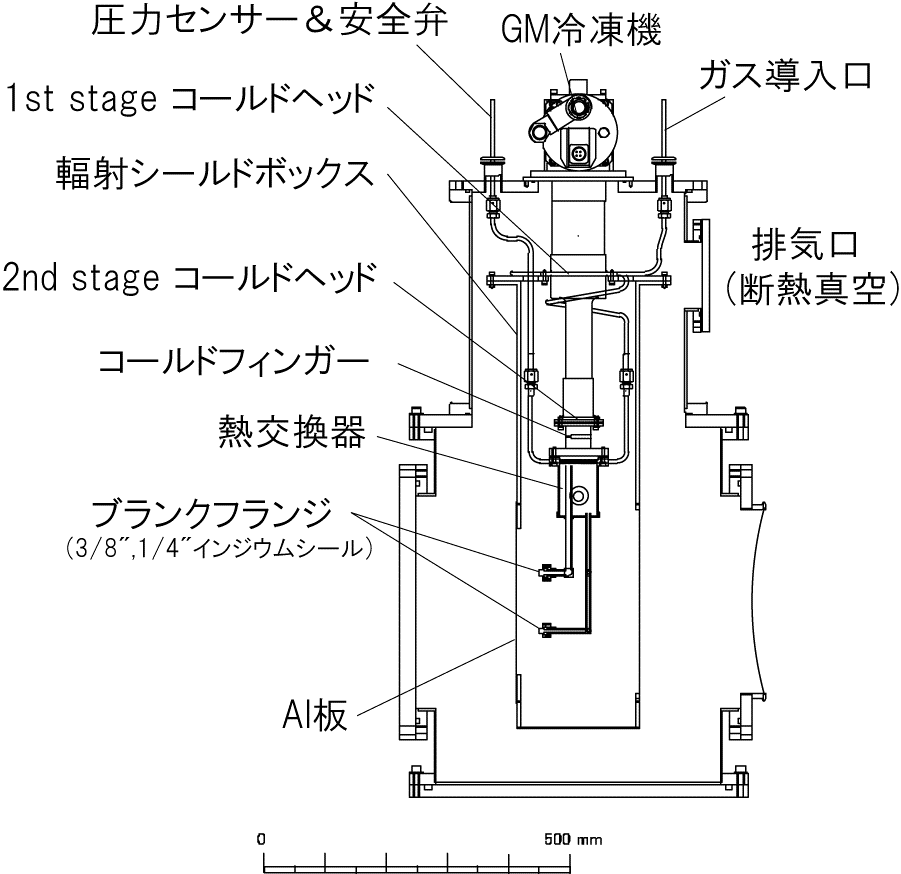 圧力センサー＆安全弁
GM冷凍機
ガス導入口
1st stage コールドヘッド
輻射シールドボックス
排気口
(断熱真空)
2nd stage コールドヘッド
コールドフィンガー
熱交換器
ブランクフランジ
(3/8″,1/4″インジウムシール)
Al板
0
500 mm